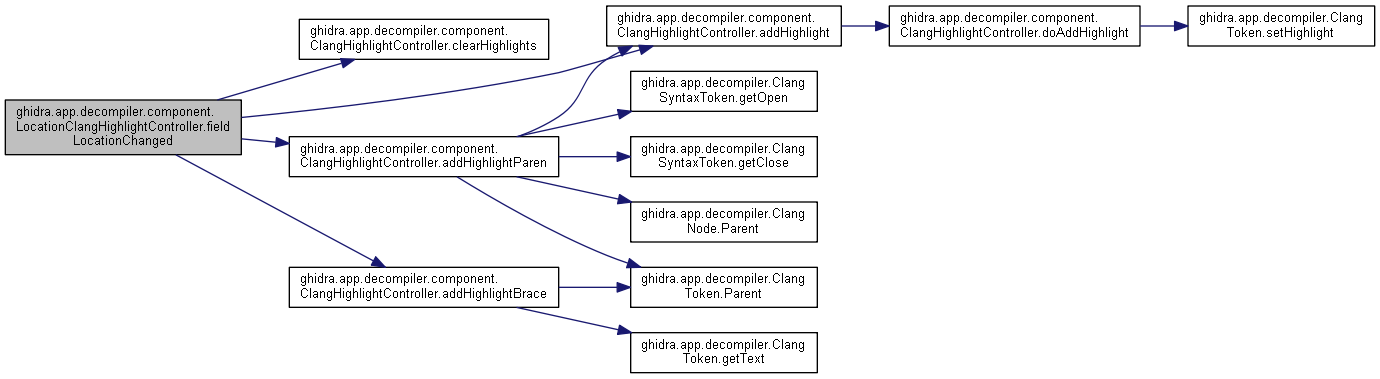 ghidra.app.decompiler.component.
LocationClangHighlightController.field
LocationChanged
ghidra.app.decompiler.component.
ClangHighlightController.clearHighlights
ghidra.app.decompiler.component.
ClangHighlightController.addHighlightParen
ghidra.app.decompiler.component.
ClangHighlightController.addHighlightBrace
ghidra.app.decompiler.component.
ClangHighlightController.addHighlight
ghidra.app.decompiler.Clang
SyntaxToken.getOpen
ghidra.app.decompiler.Clang
SyntaxToken.getClose
ghidra.app.decompiler.Clang
Node.Parent
ghidra.app.decompiler.Clang
Token.Parent
ghidra.app.decompiler.Clang
Token.getText
ghidra.app.decompiler.component.
ClangHighlightController.doAddHighlight
ghidra.app.decompiler.Clang
Token.setHighlight